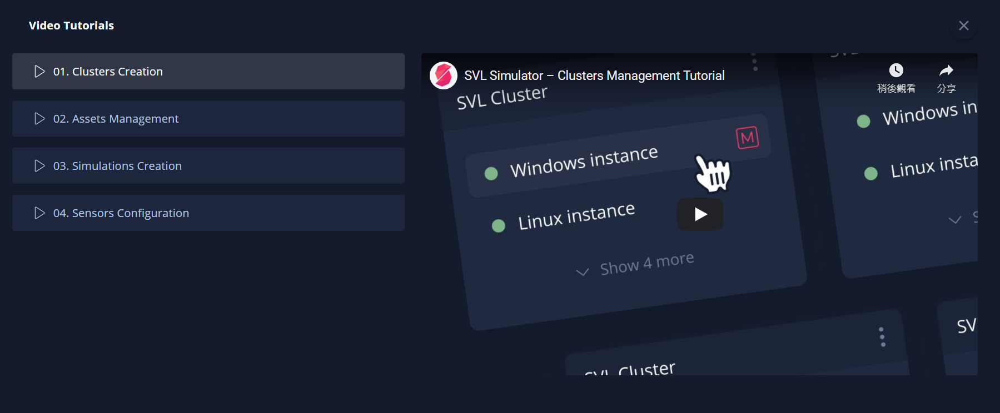 Video Tutorials
01. Clusters Creation
02. Assets Management
03. Simulations Creation
04. Sensors Configuration
SVL Simulator – Clusters Management Tutorial
稍後觀看
分享
SVL Cluster
Windows instance
M
Linux instance
Show 4 more
Windows in
Linux insta
SVL Cluster
SV